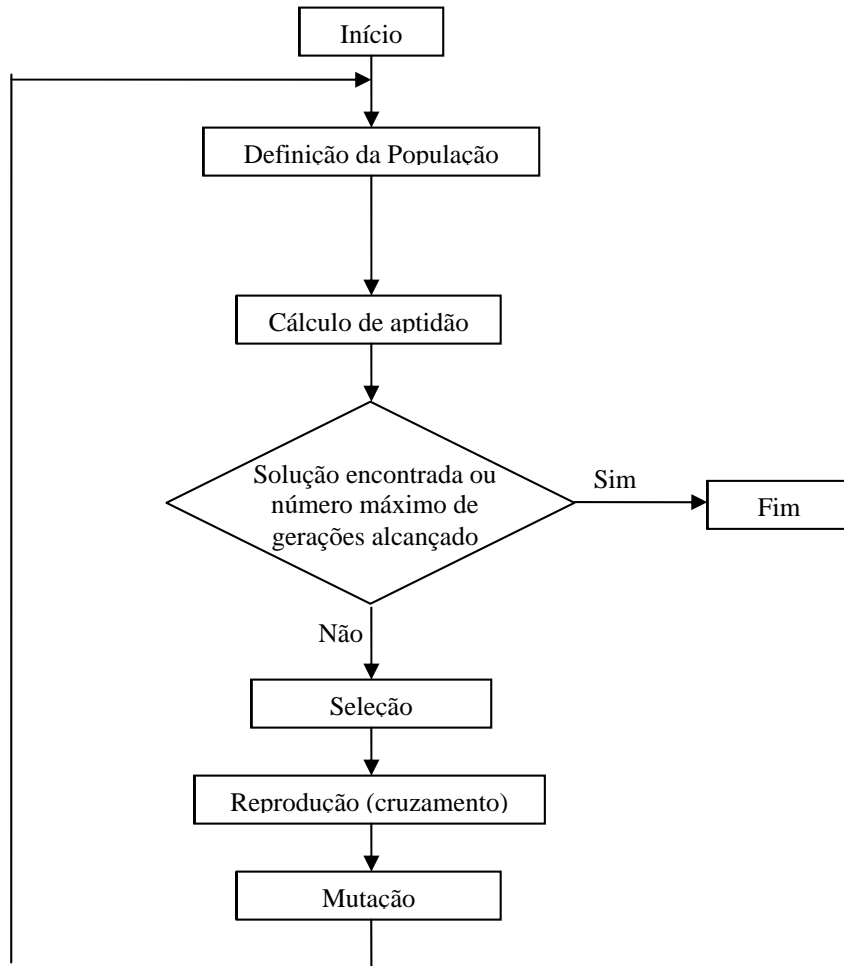 Início
Definição da População
Cálculo de aptidão
Solução encontrada ou
número máximo de
gerações alcançado
Sim
Fim
Não
Seleção
Reprodução (cruzamento)
Mutação